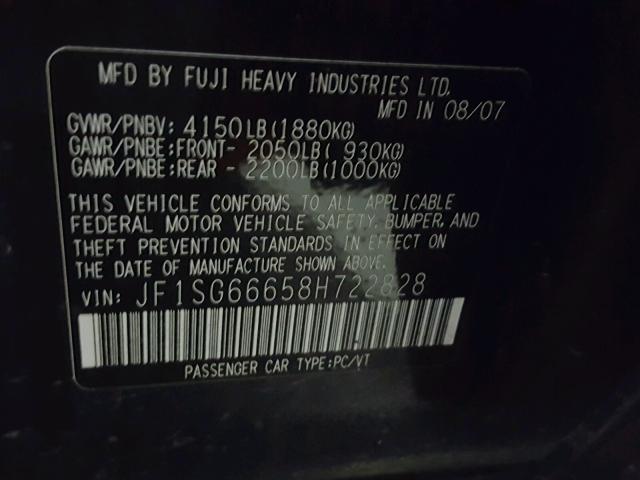 MFD BY FUJI HEAVY INDUSTRIES LTD.
MFD IN 08/07
GVWR/PNBV: 4150LB(1880KG)
GAWR/PNBE:FRONT- 2050LB( 930KG)
GAWR/PNBE:REAR - 2200LB(1000KG)
THIS VEHICLE CONFORMS TO ALL APPLICABLE
FEDERAL MOTOR VEHICLE SAFETY, BUMPER, AND
THEFT PREVENTION STANDARDS IN EFFECT ON
THE DATE OF MANUFACTURE SHOWN ABOVE.
VIN: JF1SG66658H722828
PASSENGER CAR TYPE:PC/VT